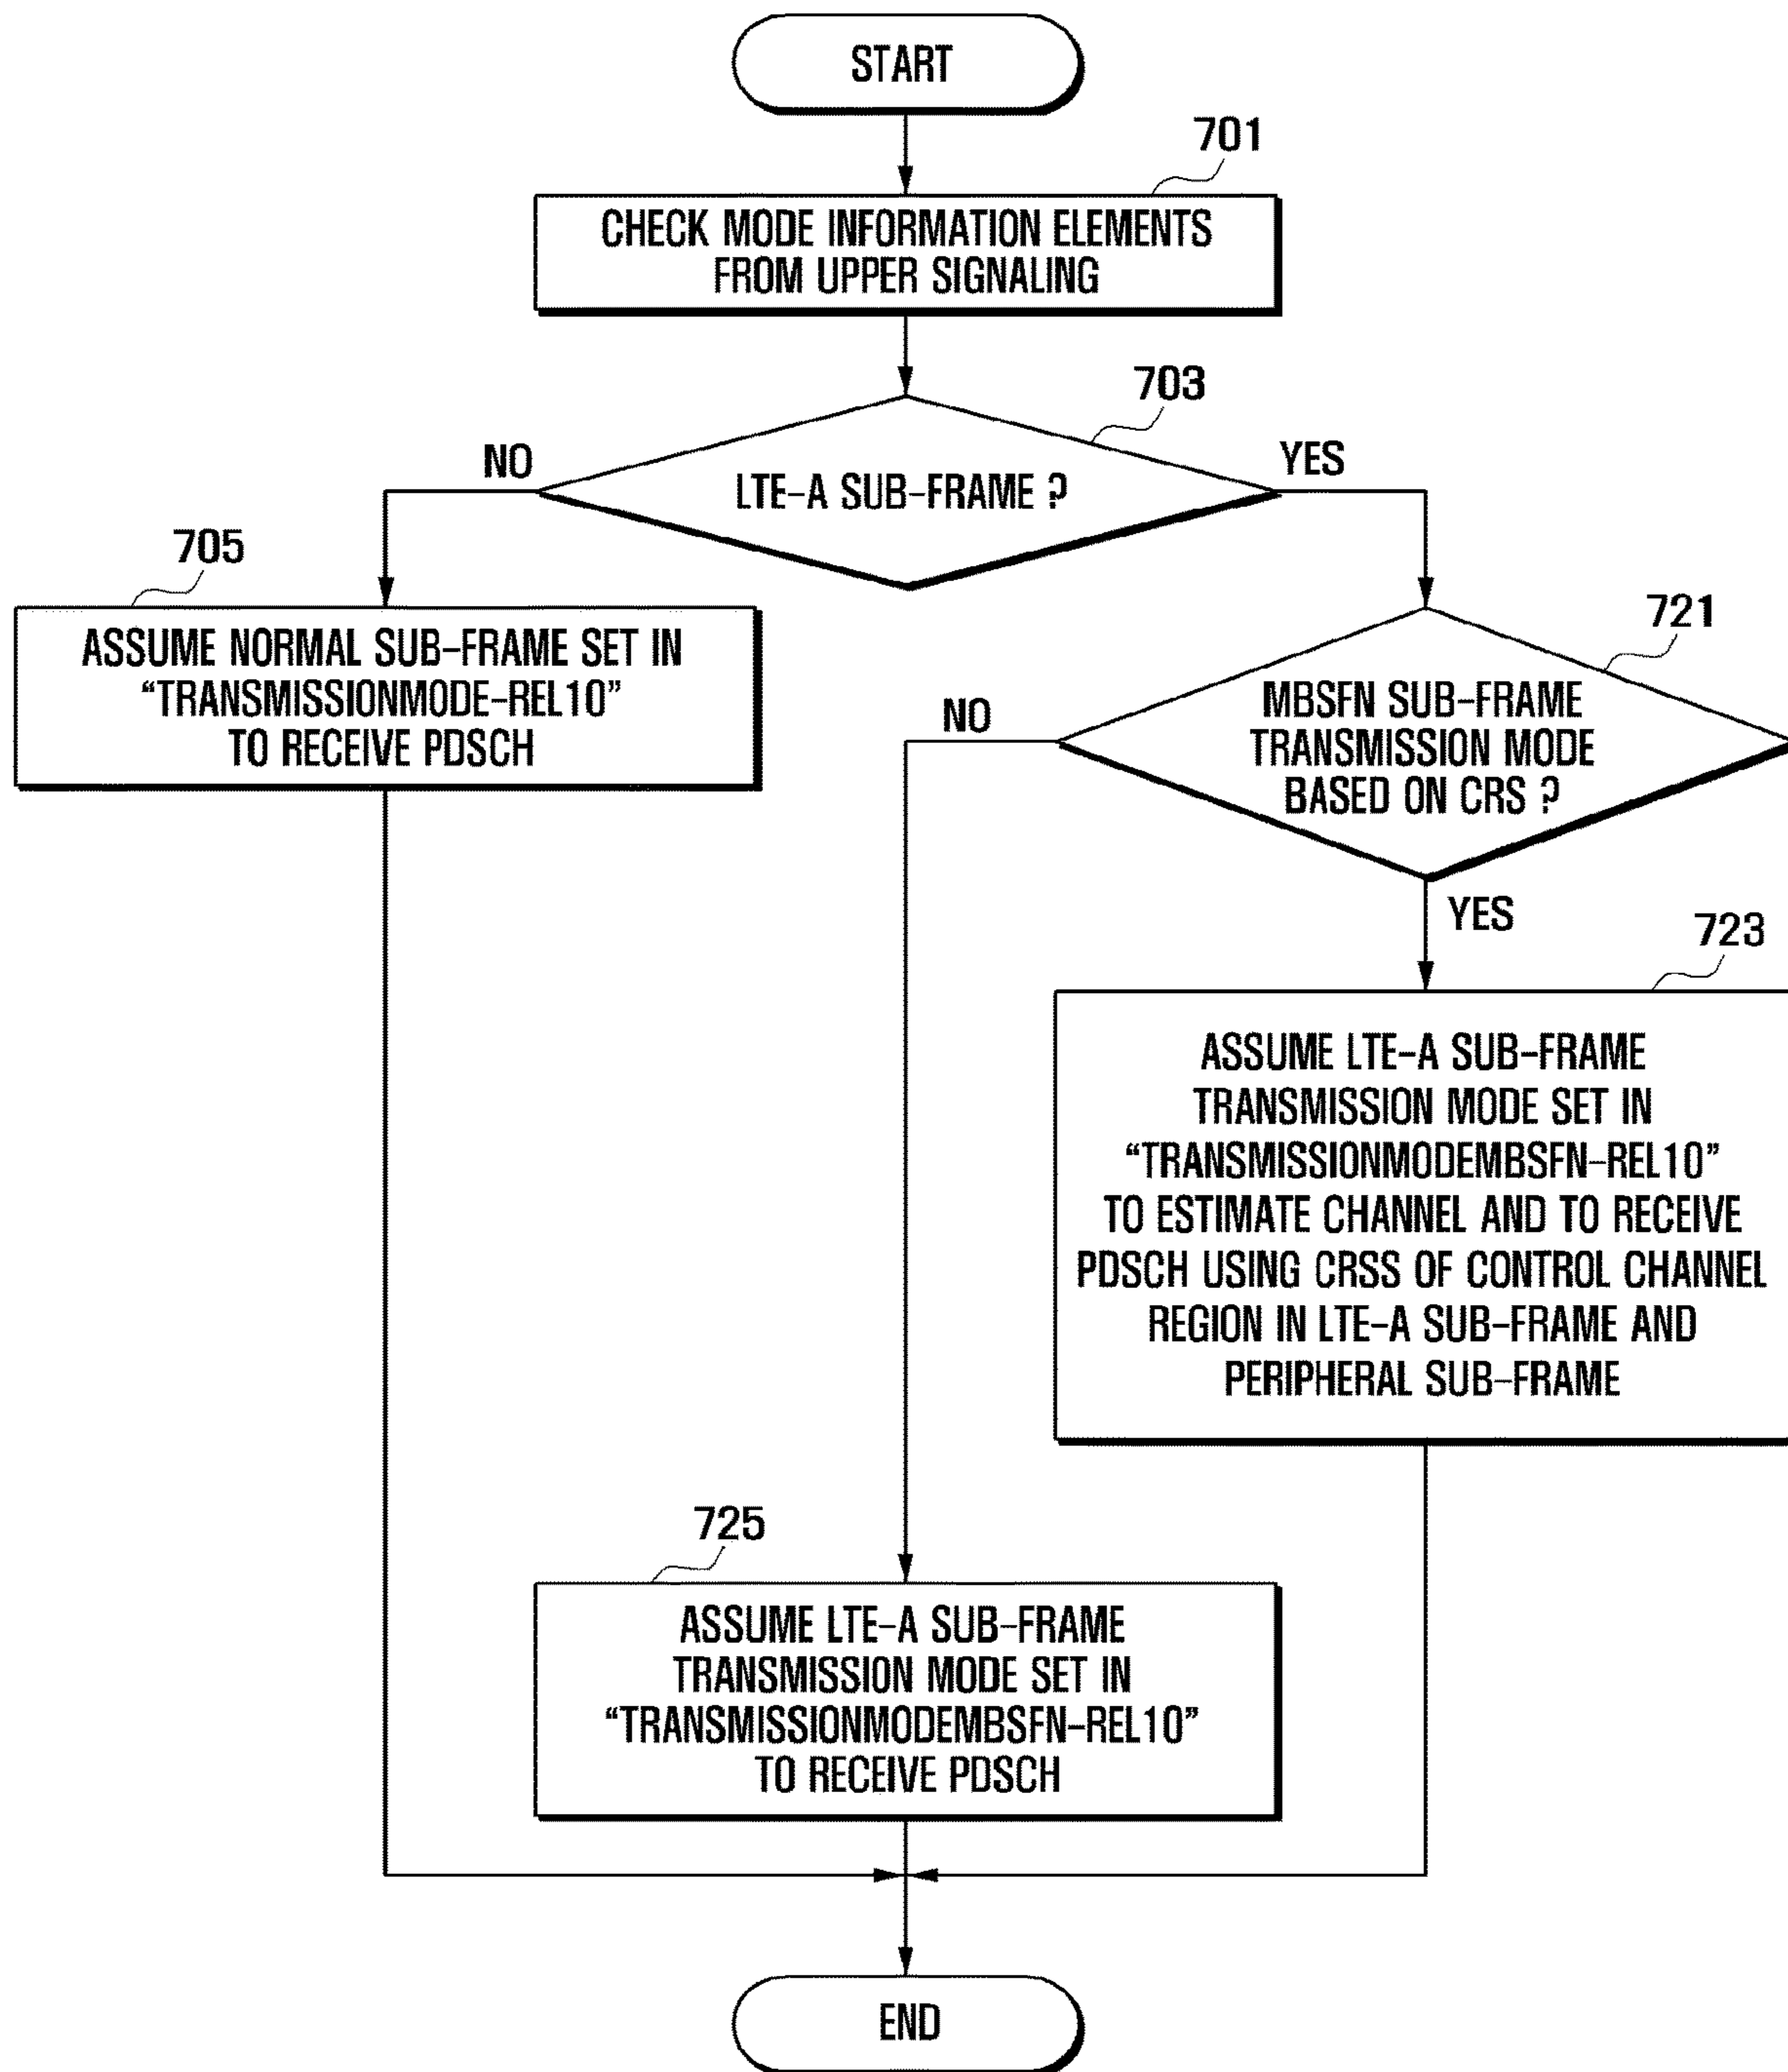 START
701
CHECK MODE INFORMATION ELEMENTS
FROM UPPER SIGNALING
703
NO
YES
LTE-A SUB-FRAME ?
705
ASSUME NORMAL SUB-FRAME SET IN
“TRANSMISSIONMODE-REL10”
TO RECEIVE PDSCH
721
NO
MBSFN SUB-FRAME
TRANSMISSION MODE
BASED ON CRS ?
YES
723
ASSUME LTE-A SUB-FRAME
TRANSMISSION MODE SET IN
“TRANSMISSIONMODEMBSFN-REL10”
TO ESTIMATE CHANNEL AND TO RECEIVE
PDSCH USING CRSS OF CONTROL CHANNEL
REGION IN LTE-A SUB-FRAME AND
PERIPHERAL SUB-FRAME
725
ASSUME LTE-A SUB-FRAME
TRANSMISSION MODE SET IN
“TRANSMISSIONMODEMBSFN-REL10”
TO RECEIVE PDSCH
END